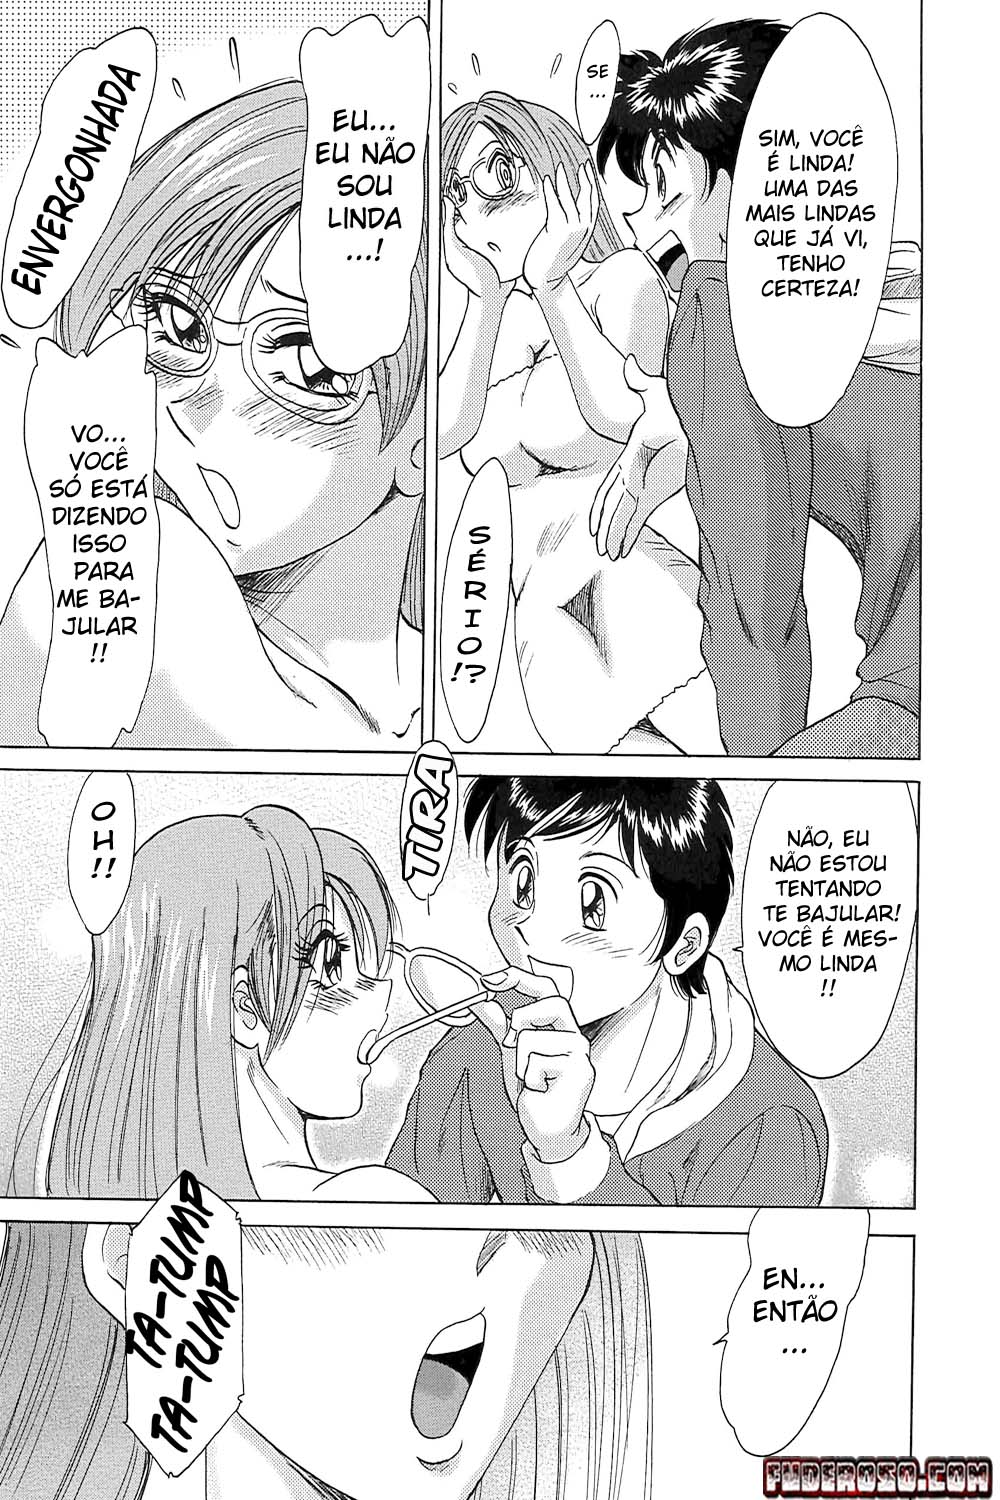 SE
...
SIM, VOCÊ
É LINDA!
UMA DAS
MAIS LINDAS
QUE JÁ VI,
TENHO
CERTEZA!
SÉRIO!?
EU...
EU NÃO
SOU
LINDA
...!
ENVERGONHADA
VO...
VOCÊ
SÓ ESTÁ
DIZENDO
ISSO
PARA
ME BA-
JULAR
!!
NÃO, EU
NÃO ESTOU
TENTANDO
TE BAJULAR!
VOCÊ É MES-
MO LINDA
!!
TIRA
OH!!
EN...
ENTÃO
...
TA-TUMP
TA-TUMP
FUDEROSO.COM